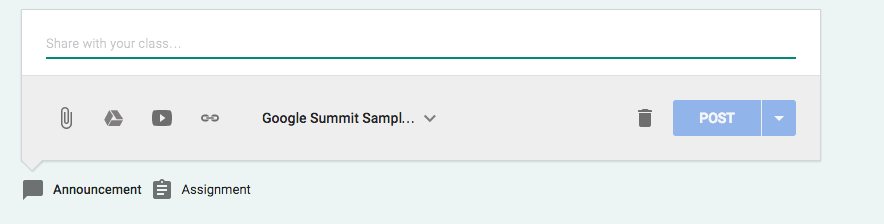 Share with your class...
Google Summit Sampl... POST
Announcement Assignment